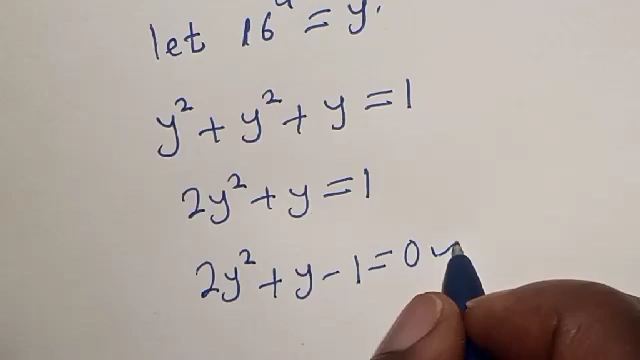 let 16^a = y.
y² + y² + y = 1
2y² + y = 1
2y² + y - 1 = 0